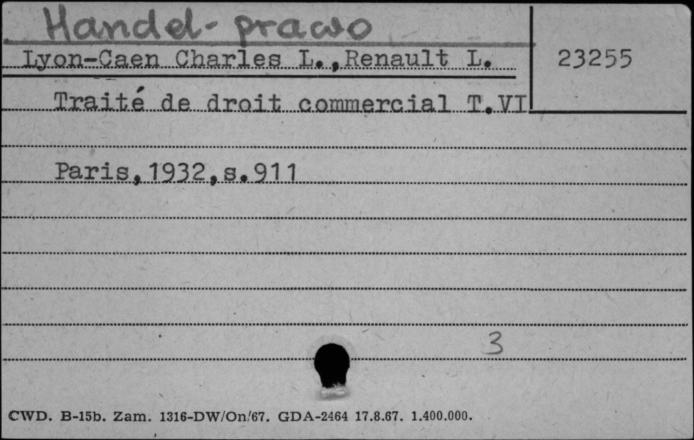 Handel-prawo
Lyon-Caen Charles L.,Renault L.
23255
Traité de droit commercial T.VI
Paris,1932,s.911
3
CWD. B-15b. Zam. 1316-DW/On/67. GDA-2464 17.8.67. 1.400.000.